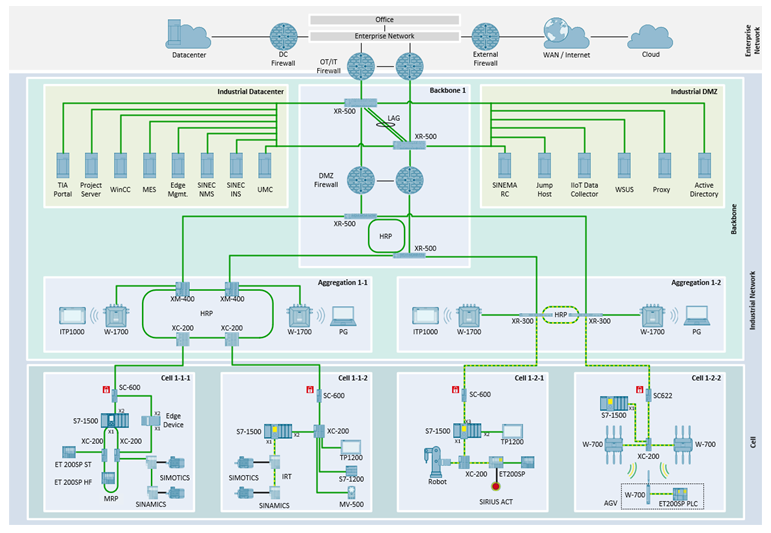 Office
Enterprise Network
Datacenter
DC
Firewall
OT/IT
Firewall
External
Firewall
WAN / Internet
Cloud
Enterprise
Network
Industrial Datacenter
Backbone 1
Industrial DMZ
XR-500
LAG
XR-500
TIA
Portal
Project
Server
WinCC
MES
Edge
Mgmt.
SINEC
NMS
SINEC
INS
UMC
DMZ
Firewall
SINEMA
RC
Jump
Host
IIoT Data
Collector
WSUS
Proxy
Active
Directory
XR-500
HRP
XR-500
Backbone
Industrial Network
Aggregation 1-1
XM-400
XM-400
HRP
ITP1000
W-1700
XC-200
XC-200
W-1700
PG
Aggregation 1-2
ITP1000
W-1700
XR-300
HRP
XR-300
W-1700
PG
Cell 1-1-1
SC-600
S7-1500
X2
X1
X2
X1
Edge
Device
XC-200
XC-200
ET 200SP ST
ET 200SP HF
MRP
SIMOTICS
SINAMICS
Cell 1-1-2
SC-600
S7-1500
X2
X1
XC-200
TP1200
SIMOTICS
IRT
S7-1200
SINAMICS
MV-500
Cell 1-2-1
SC-600
S7-1500
X1
TP1200
Robot
XC-200
ET200SP
SIRIUS ACT
Cell 1-2-2
SC622
S7-1500
X1
W-700
W-700
XC-200
W-700
AGV
ET200SP PLC
Cell